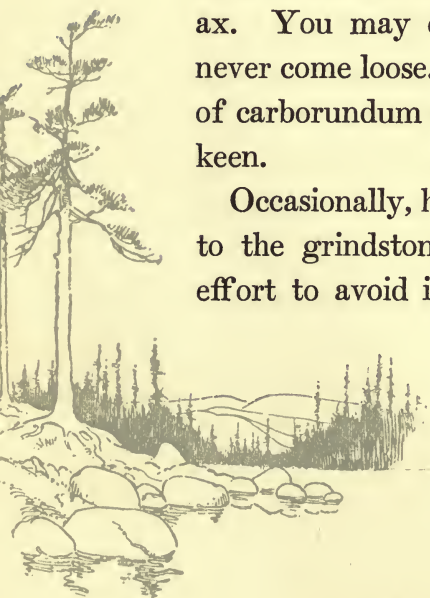 ax. You may
never come loose.
of carborundum
keen.
Occasionally,
to the grindston
effort to avoid i